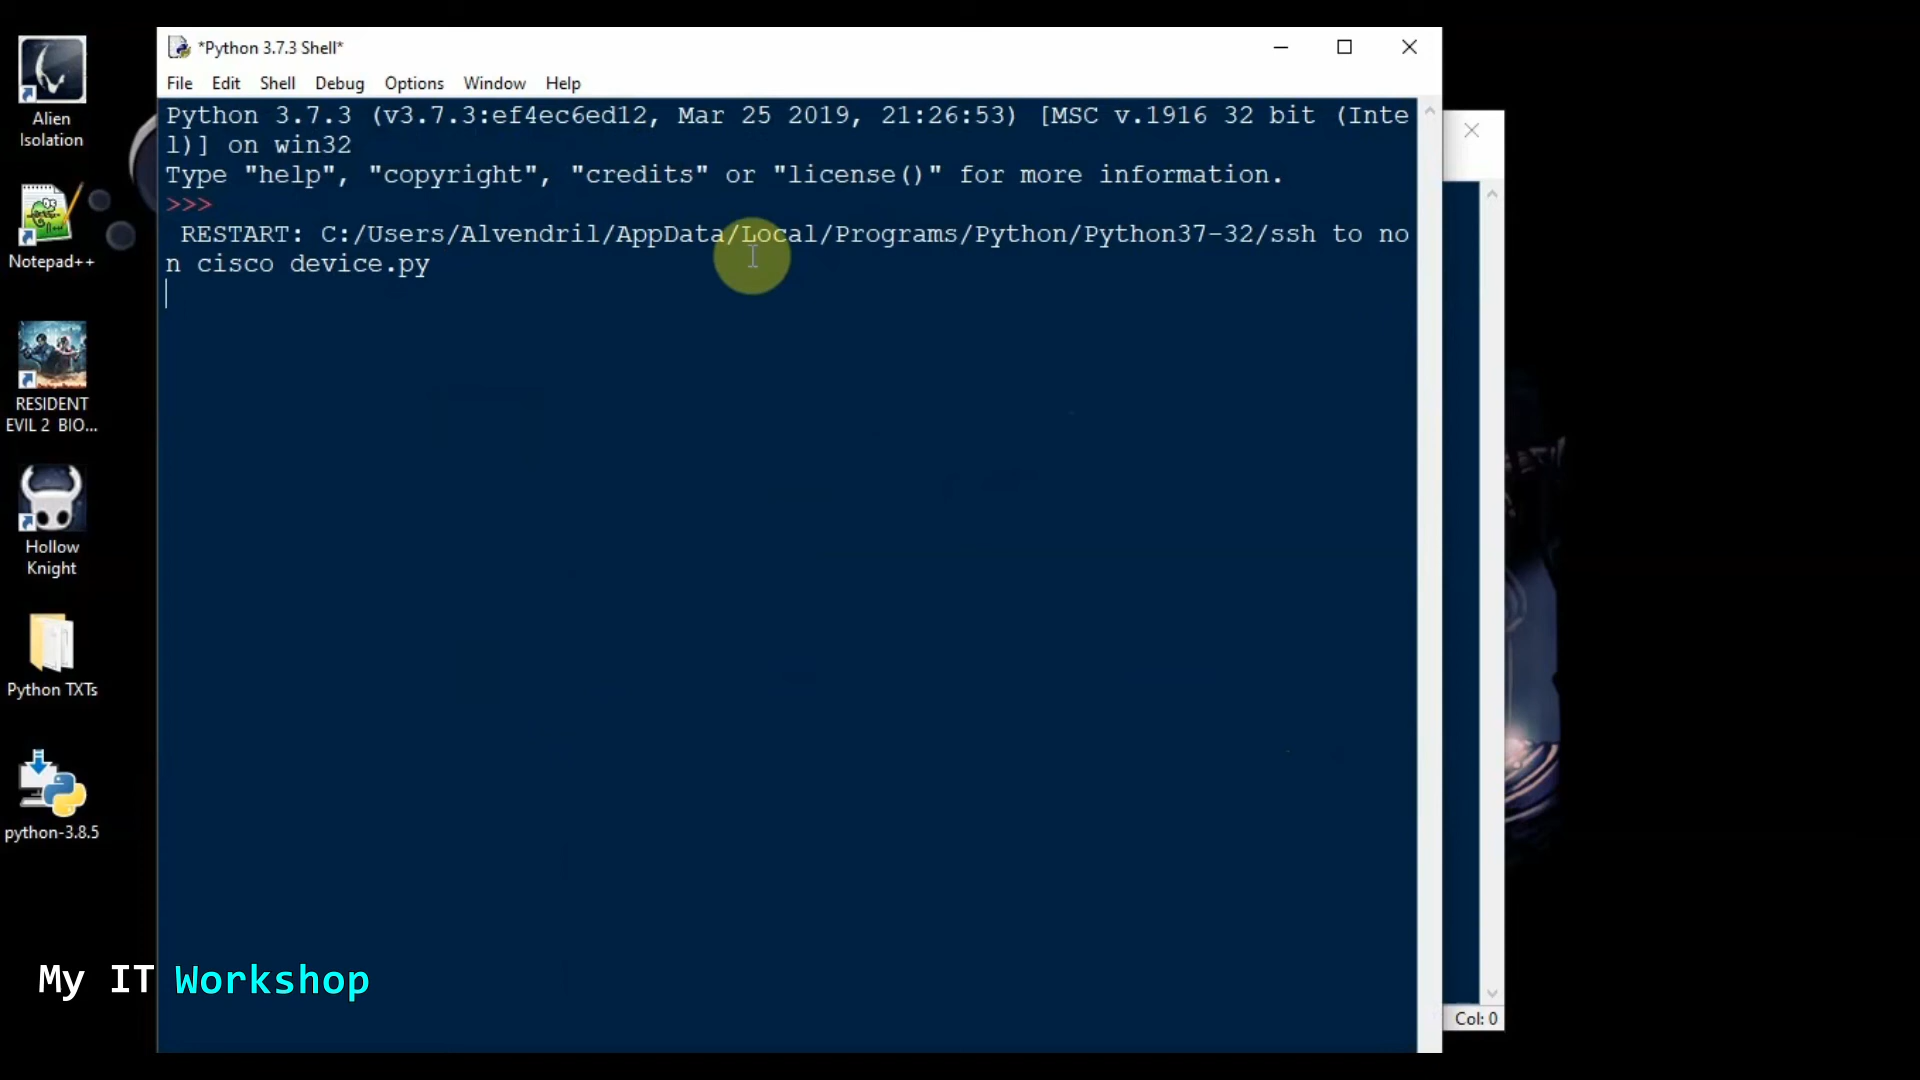 *Python 3.7.3 Shell*
File Edit Shell Debug Options Window Help
Python 3.7.3 (v3.7.3:ef4ec6ed12, Mar 25 2019, 21:26:53) [MSC v.1916 32 bit (Inte
l)] on win32
Type "help", "copyright", "credits" or "license()" for more information.
>>>
RESTART: C:/Users/Alvendril/AppData/Local/Programs/Python/Python37-32/ssh to no
n cisco device.py
Alien
Isolation
Notepad++
RESIDENT
EVIL 2 BIO...
Hollow
Knight
Python TXTs
python-3.8.5
My IT Workshop
Col: 0